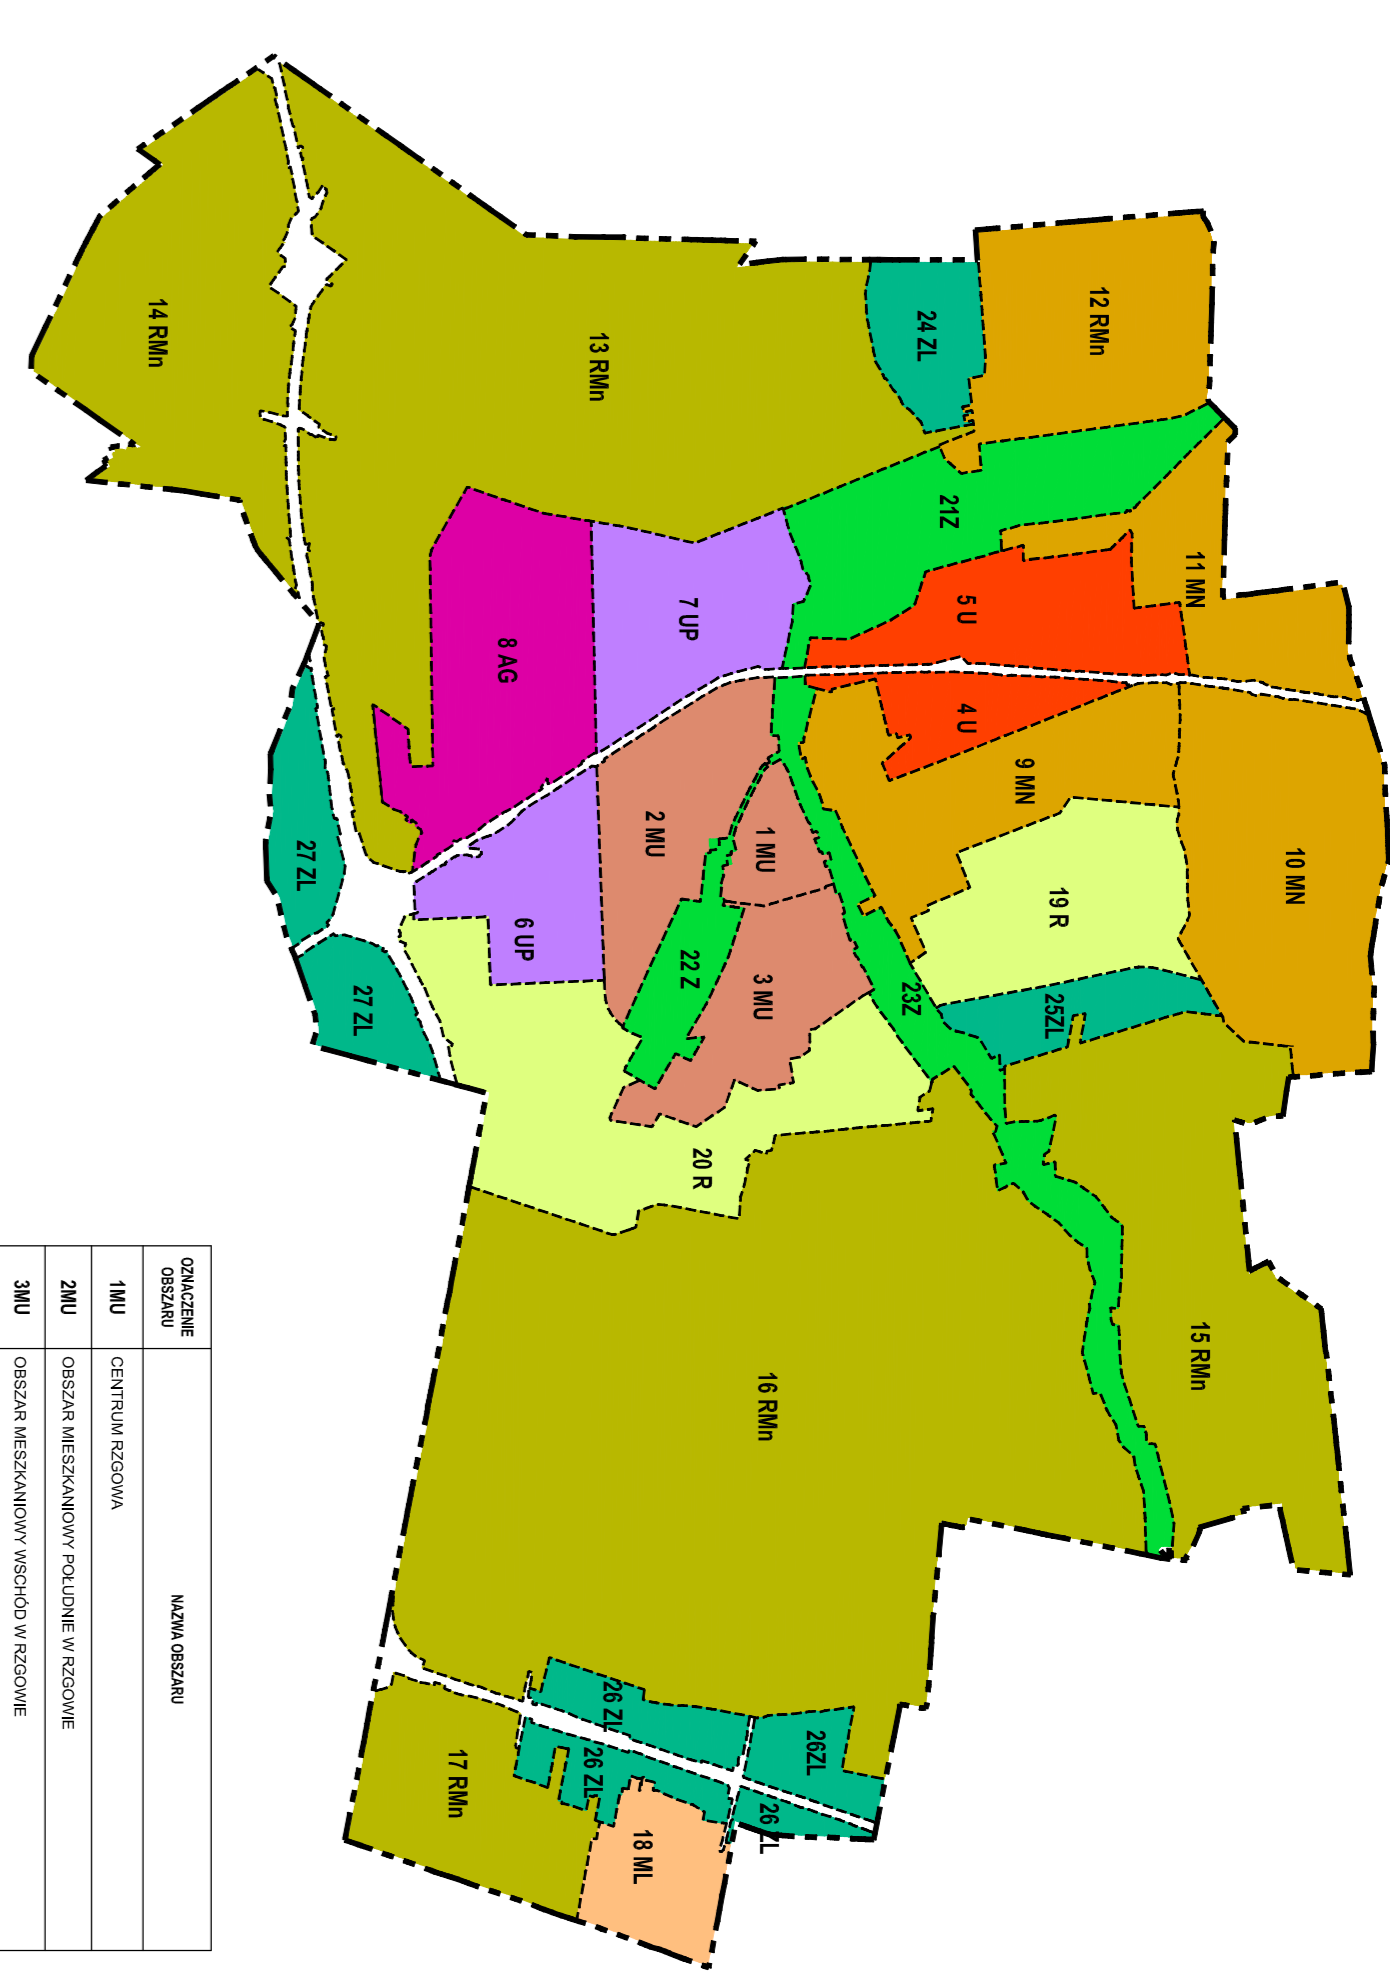 10 MN
11 MN
15 RMn
12 RMn
19 R
25ZL
9 MN
5 U
4 U
21Z
24 ZL
23Z
26ZL
1 MU
3 MU
16 RMn
26 ZL
20 R
7 UP
22 Z
2 MU
18 ML
26 ZL
13 RMn
26 ZL
6 UP
8 AG
17 RMn
27 ZL
27 ZL
14 RMn
OZNACZENIE
OBSZARU
NAZWA OBSZARU
1MU CENTRUM RZGOWA
2MU OBSZAR MIESZKANIOWY POŁUDNIE W RZGOWIE
3MU OBSZAR MESZKANIOWY WSCHÓD W RZGOWIE